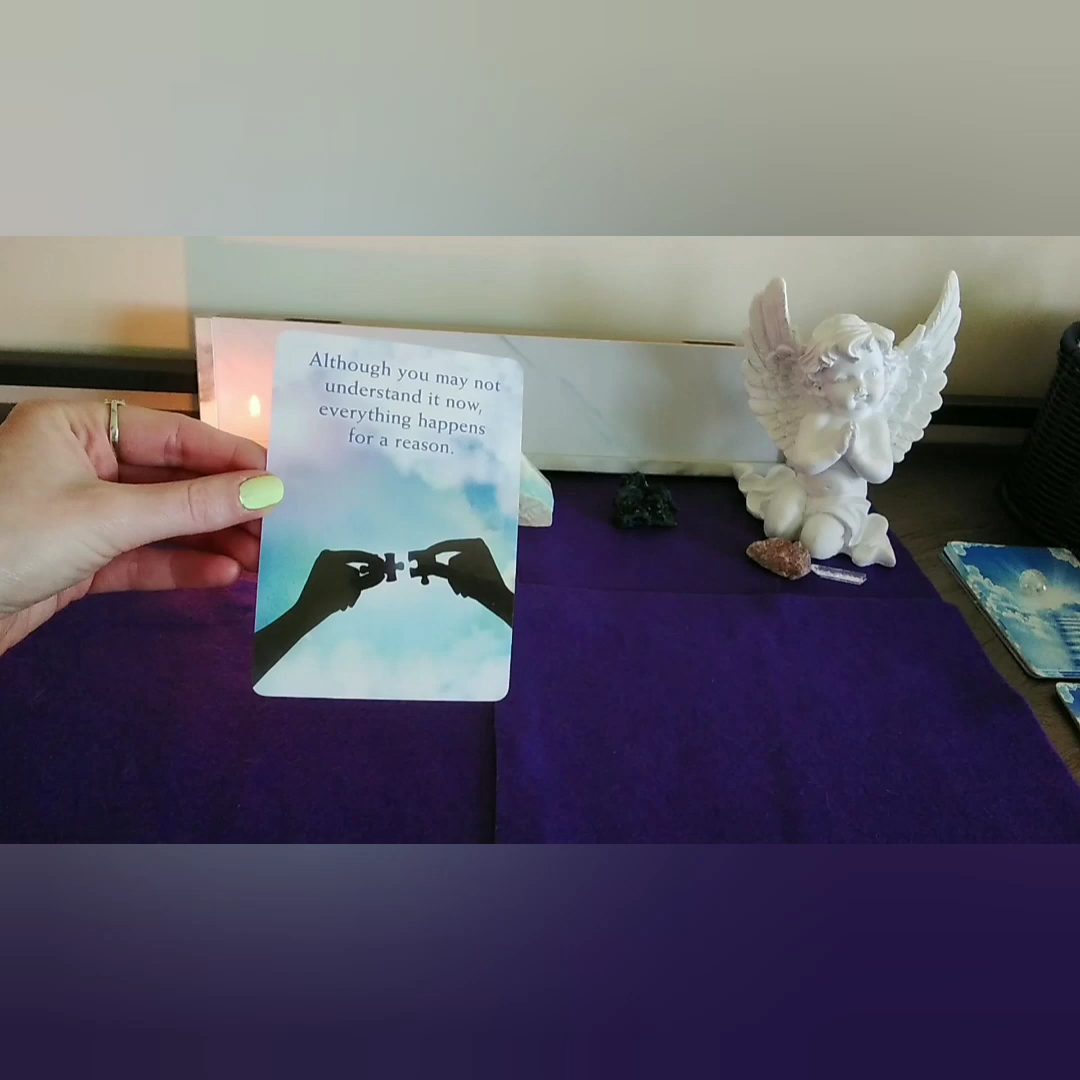 Although you may not
understand it now,
everything happens
for a reason.